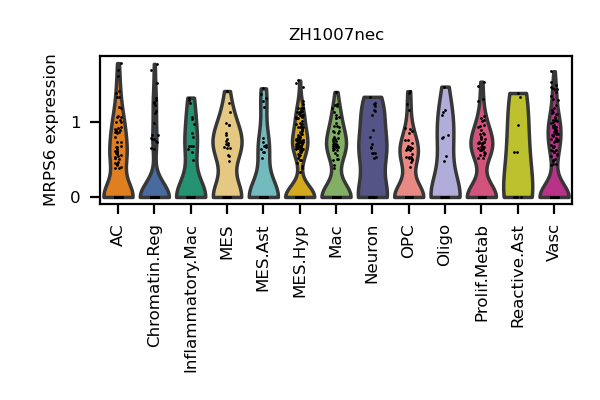 ZH1007nec
MRPS6 expression
1
0
AC
Chromatin.Reg
Inflammatory.Mac
MES
MES.Ast
MES.Hyp
Mac
Neuron
OPC
Oligo
Prolif.Metab
Reactive.Ast
Vasc